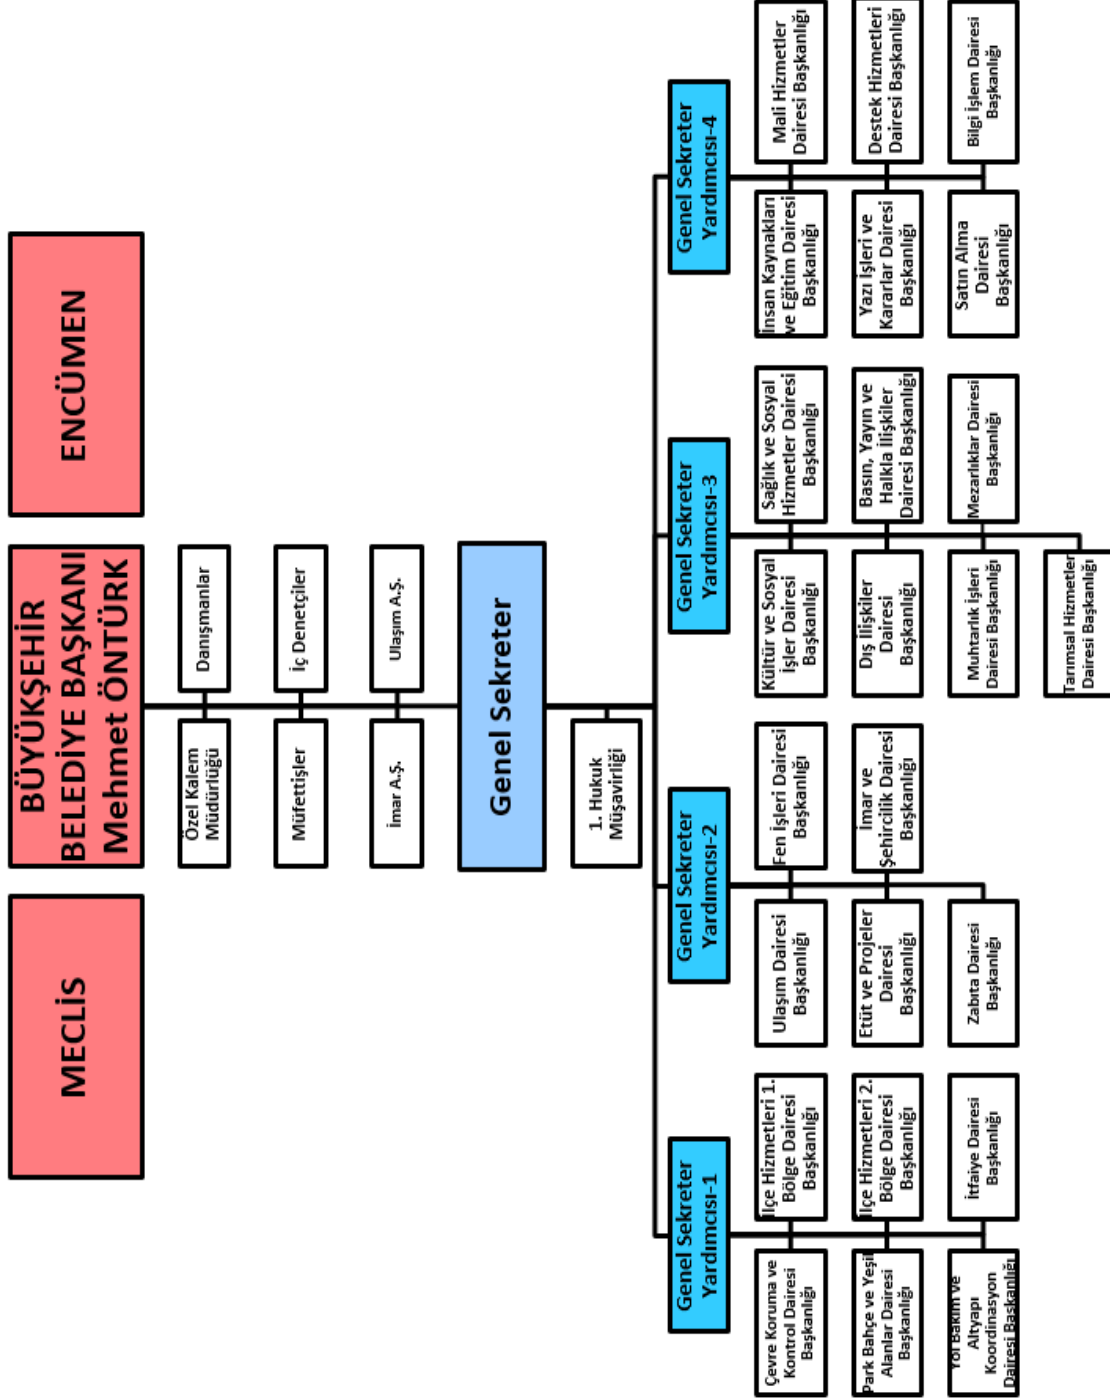 MECLİS
BÜYÜKŞEHİR
BELEDİYE BAŞKANI
Mehmet ÖNTÜRK
ENCÜMEN
Özel Kalem
Müdürlüğü
Danışmanlar
Müfettişler
İç Denetçiler
İmar A.Ş.
Ulaşım A.Ş.
Genel Sekreter
1. Hukuk
Müşavirliği
Genel Sekreter
Yardımcısı-1
Genel Sekreter
Yardımcısı-2
Genel Sekreter
Yardımcısı-3
Genel Sekreter
Yardımcısı-4
Çevre Koruma ve
Kontrol Dairesi
Başkanlığı
İlçe Hizmetleri 1.
Bölge Dairesi
Başkanlığı
Park Bahçe ve Yeşil
Alanlar Dairesi
Başkanlığı
İlçe Hizmetleri 2.
Bölge Dairesi
Başkanlığı
Yol Bakım ve
Altyapı
Koordinasyon
Dairesi Başkanlığı
İtfaiye Dairesi
Başkanlığı
Ulaşım Dairesi
Başkanlığı
Fen İşleri Dairesi
Başkanlığı
Etüt ve Projeler
Dairesi
Başkanlığı
İmar ve
Şehircilik Dairesi
Başkanlığı
Zabıta Dairesi
Başkanlığı
Kültür ve Sosyal
İşler Dairesi
Başkanlığı
Sağlık ve Sosyal
Hizmetler Dairesi
Başkanlığı
Dış İlişkiler
Dairesi
Başkanlığı
Basın, Yayın ve
Halkla İlişkiler
Dairesi Başkanlığı
Muhtarlık İşleri
Dairesi Başkanlığı
Mezarlıklar Dairesi
Başkanlığı
Tarımsal Hizmetler
Dairesi Başkanlığı
İnsan Kaynakları
ve Eğitim Dairesi
Başkanlığı
Mali Hizmetler
Dairesi Başkanlığı
Yazı İşleri ve
Kararlar Dairesi
Başkanlığı
Destek Hizmetleri
Dairesi Başkanlığı
Satın Alma
Dairesi
Başkanlığı
Bilgi İşlem Dairesi
Başkanlığı